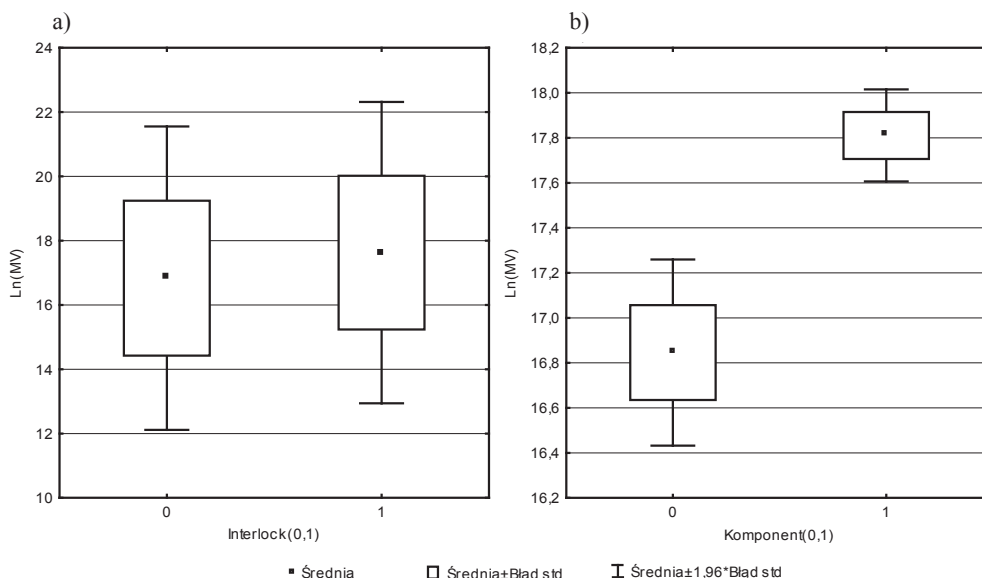 a)
24
22
20
18
16
14
12
10
Ln(MV)
0
1
Interlock(0,1)
b)
18,2
18,0
17,8
17,6
17,4
17,2
17,0
16,8
16,6
16,4
16,2
Ln(MV)
0
1
Komponent(0,1)
Średnia
Średnia±Błąd std
Średnia±1,96*Błąd std